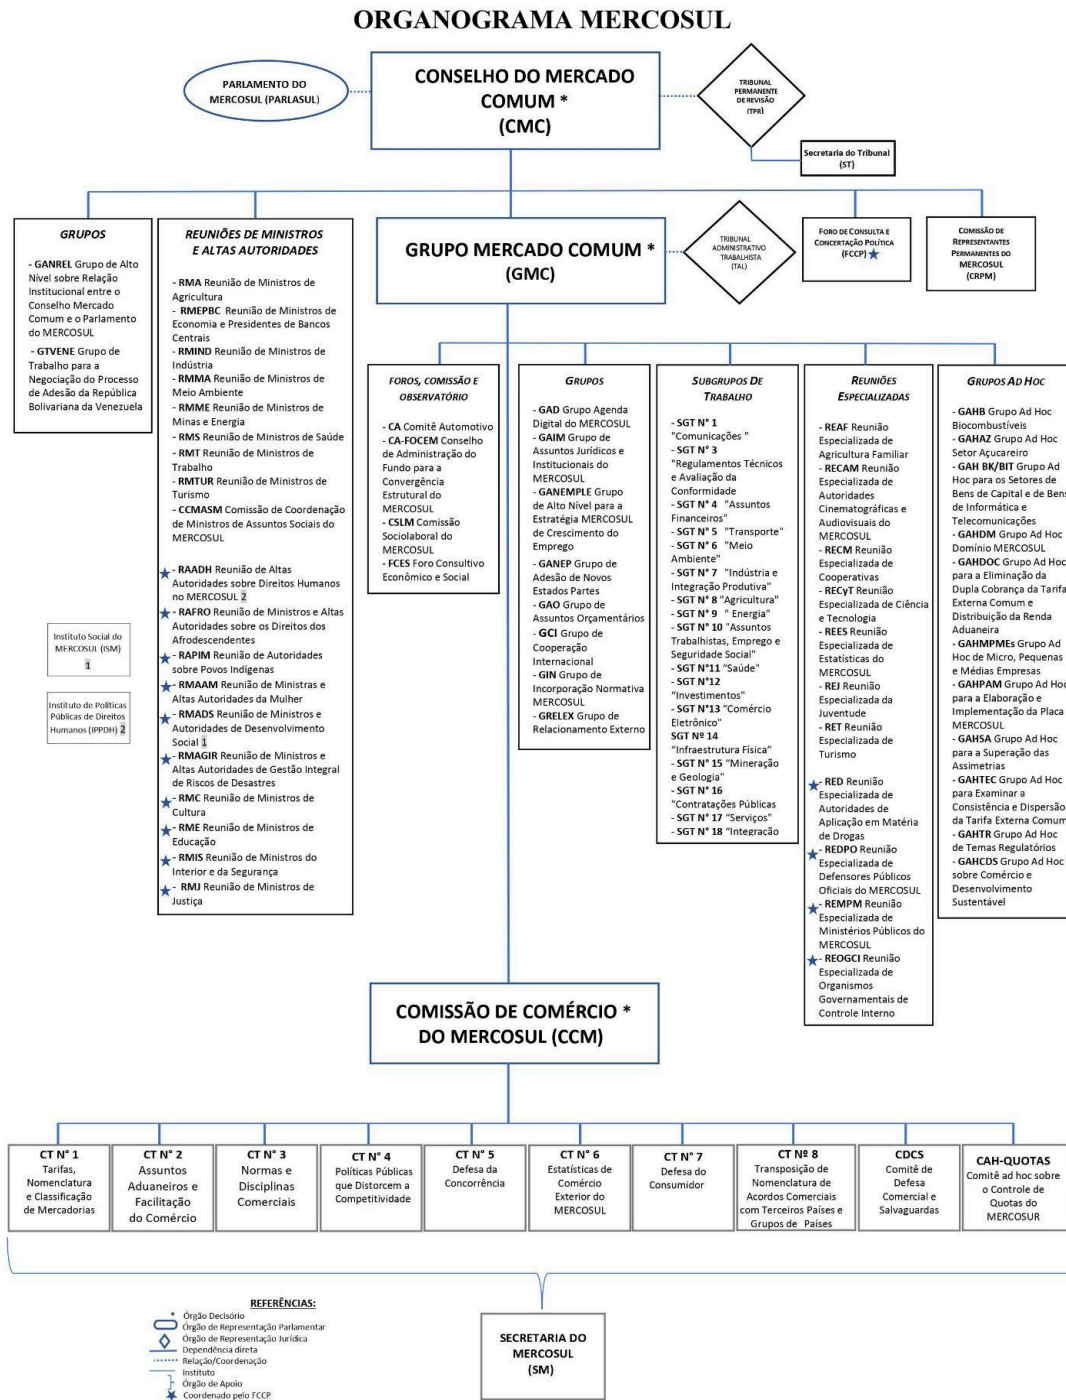 ORGANOGRAMA MERCOSUL
PARLAMENTO DO
MERCOSUL (PARLASUL)
CONSELHO DO MERCADO
COMUM *
(CMC)
TRIBUNAL
PERMANENTE
DE REVISÃO
(TPR)
Secretaria do Tribunal
(ST)
GRUPOS
- GANREL Grupo de Alto
Nível sobre Relação
Institucional entre o
Conselho Mercado
Comum e o Parlamento
do MERCOSUL
- GTVENE Grupo de
Trabalho para a
Negociação do Processo
de Adesão da República
Bolivariana da Venezuela
REUNIÕES DE MINISTROS
E ALTAS AUTORIDADES
- RMA Reunião de Ministros de
Agricultura
- RMEPBC Reunião de Ministros de
Economia e Presidentes de Bancos
Centrais
- RMIND Reunião de Ministros de
Indústria
- RMMA Reunião de Ministros de
Meio Ambiente
- RMME Reunião de Ministros de
Minas e Energia
- RMS Reunião de Ministros de Saúde
- RMT Reunião de Ministros de
Trabalho
- RMTUR Reunião de Ministros de
Turismo
- CCMASM Comissão de Coordenação
de Ministros de Assuntos Sociais do
MERCOSUL
- RAADH Reunião de Altas
Autoridades sobre Direitos Humanos
no MERCOSUL 2
- RAFRO Reunião de Ministros e Altas
Autoridades sobre os Direitos dos
Afrodescendentes
- RAPIM Reunião de Autoridades
sobre Povos Indígenas
- RMAAM Reunião de Ministras e
Altas Autoridades da Mulher
- RMADS Reunião de Ministros e
Autoridades de Desenvolvimento
Social 1
- RMAGIR Reunião de Ministros e
Altas Autoridades de Gestão Integral
de Riscos de Desastres
- RMC Reunião de Ministros de
Cultura
- RME Reunião de Ministros de
Educação
- RMIS Reunião de Ministros do
Interior e da Segurança
- RMJ Reunião de Ministros de
Justiça
Instituto Social do
MERCOSUL (ISM)
1
Instituto de Políticas
Públicas de Direitos
Humanos (IPPDH) 2
GRUPO MERCADO COMUM *
(GMC)
TRIBUNAL
ADMINISTRATIVO
TRABALHISTA
(TAL)
FORO DE CONSULTA E
CONCERTAÇÃO POLÍTICA
(FCCP)
COMISSÃO DE
REPRESENTANTES
PERMANENTES DO
MERCOSUL
(CRPM)
FOROS, COMISSÃO E
OBSERVATÓRIO
- CA Comitê Automotivo
- CA-FOCEM Conselho
de Administração do
Fundo para a
Convergência
Estrutural do
MERCOSUL
- CSLM Comissão
Sociolaboral do
MERCOSUL
- FCES Foro Consultivo
Econômico e Social
GRUPOS
- GAD Grupo Agenda
Digital do MERCOSUL
- GAIM Grupo de
Assuntos Jurídicos e
Institucionais do
MERCOSUL
- GANEMPLE Grupo
de Alto Nível para a
Estratégia MERCOSUL
de Crescimento do
Emprego
- GANEP Grupo de
Adesão de Novos
Estados Partes
- GAO Grupo de
Assuntos Orçamentários
- GCI Grupo de
Cooperação
Internacional
- GIN Grupo de
Incorporação Normativa
MERCOSUL
- GRELEX Grupo de
Relacionamento Externo
SUBGRUPOS DE
TRABALHO
- SGT N° 1
"Comunicações "
- SGT N° 3
"Regulamentos Técnicos
e Avaliação da
Conformidade
- SGT N° 4 "Assuntos
Financeiros"
- SGT N° 5 "Transporte"
- SGT N° 6 "Meio
Ambiente"
- SGT N° 7 "Indústria e
Integração Produtiva"
- SGT N° 8 "Agricultura"
- SGT N° 9 " Energia"
- SGT N° 10 "Assuntos
Trabalhistas, Emprego e
Seguridade Social"
- SGT N°11 "Saúde"
- SGT N°12
“Investimentos”
- SGT N°13 “Comércio
Eletrônico”
SGT Nº 14
“Infraestrutura Física”
- SGT N° 15 “Mineração
e Geologia”
- SGT N° 16
"Contratações Públicas
- SGT N° 17 “Serviços”
- SGT N° 18 “Integração
REUNIÕES
ESPECIALIZADAS
- REAF Reunião
Especializada de
Agricultura Familiar
- RECAM Reunião
Especializada de
Autoridades
Cinematográficas e
Audiovisuais do
MERCOSUL
- RECM Reunião
Especializada de
Cooperativas
- RECyT Reunião
Especializada de Ciência
e Tecnologia
- REES Reunião
Especializada de
Estatísticas do
MERCOSUL
- REJ Reunião
Especializada da
Juventude
- RET Reunião
Especializada de
Turismo
- RED Reunião
Especializada de
Autoridades de
Aplicação em Matéria
de Drogas
- REDPO Reunião
Especializada de
Defensores Públicos
Oficiais do MERCOSUL
- REMPM Reunião
Especializada de
Ministérios Públicos do
MERCOSUL
- REOGCI Reunião
Especializada de
Organismos
Governamentais de
Controle Interno
GRUPOS AD HOC
- GAHB Grupo Ad Hoc
Biocombustíveis
- GAHAZ Grupo Ad Hoc
Setor Açucareiro
- GAH BK/BIT Grupo Ad
Hoc para os Setores de
Bens de Capital e de Bens
de Informática e
Telecomunicações
- GAHDM Grupo Ad Hoc
Domínio MERCOSUL
- GAHDOC Grupo Ad Hoc
para a Eliminação da
Dupla Cobrança da Tarifa
Externa Comum e
Distribuição da Renda
Aduaneira
- GAHMPMEs Grupo Ad
Hoc de Micro, Pequenas
e Médias Empresas
- GAHPAM Grupo Ad Hoc
para a Elaboração e
Implementação da Placa
MERCOSUL
- GAHSA Grupo Ad Hoc
para a Superação das
Assimetrias
- GAHTEC Grupo Ad Hoc
para Examinar a
Consistência e Dispersão
da Tarifa Externa Comum
- GAHTR Grupo Ad Hoc
de Temas Regulatórios
- GAHCDS Grupo Ad Hoc
sobre Comércio e
Desenvolvimento
Sustentável
COMISSÃO DE COMÉRCIO *
DO MERCOSUL (CCM)
CT N° 1
Tarifas,
Nomenclatura
e Classificação
de Mercadorias
CT N° 2
Assuntos
Aduaneiros e
Facilitação
do Comércio
CT N° 3
Normas e
Disciplinas
Comerciais
CT N° 4
Políticas Públicas
que Distorcem a
Competitividade
CT N° 5
Defesa da
Concorrência
CT N° 6
Estatísticas de
Comércio
Exterior do
MERCOSUL
CT N° 7
Defesa do
Consumidor
CT Nº 8
Transposição de
Nomenclatura de
Acordos Comerciais
com Terceiros Países e
Grupos de Países
CDCS
Comitê de
Defesa
Comercial e
Salvaguardas
CAH-QUOTAS
Comitê ad hoc sobre
o Controle de
Quotas do
MERCOSUR
REFERÊNCIAS:
* Órgão Decisório
Órgão de Representação Parlamentar
Órgão de Representação Jurídica
Dependência direta
Relação/Coordenação
Instituto
Órgão de Apoio
Coordenado pelo FCCP
SECRETARIA DO
MERCOSUL
(SM)